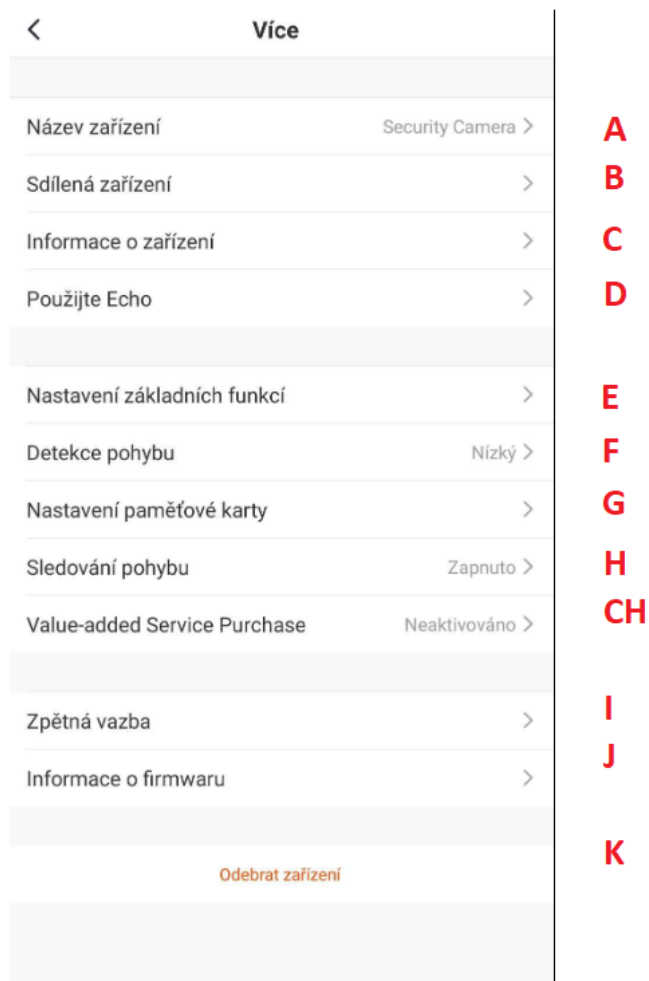 Více
Název zařízení Security Camera A
Sdílená zařízení B
Informace o zařízení C
Použijte Echo D
Nastavení základních funkcí E
Detekce pohybu Nízký F
Nastavení paměťové karty G
Sledování pohybu Zapnuto H
Value-added Service Purchase Neaktivováno CH
Zpětná vazba I
Informace o firmwaru J
Odebrat zařízení K